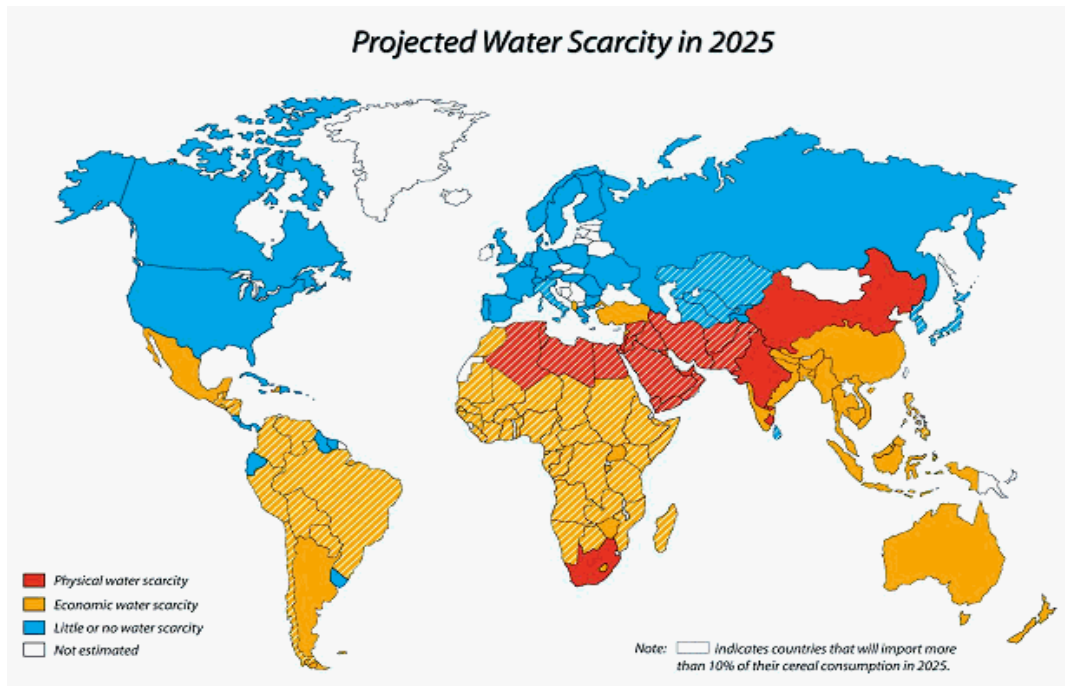 Projected Water Scarcity in 2025
Physical water scarcity
Economic water scarcity
Little or no water scarcity
Not estimated
Note: Indicates countries that will import more
than 10% of their cereal consumption in 2025.